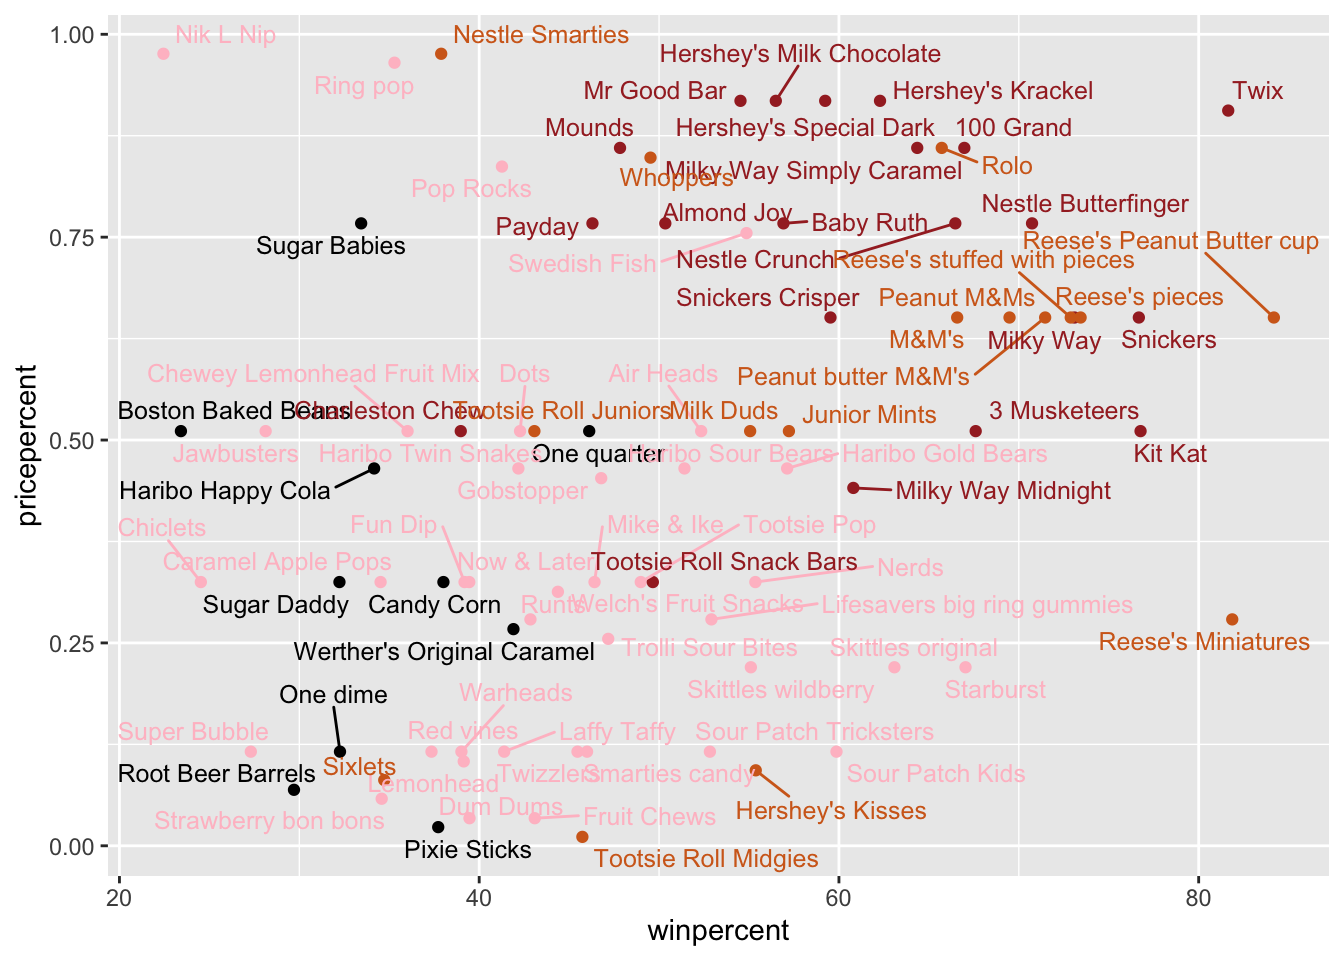 1.00
0.75
0.50
0.25
0.00
pricepercent
Nik L Nip
Nestle Smarties
Ring pop
Hershey's Milk Chocolate
Mr Good Bar
Hershey's Krackel
Twix
Mounds
Hershey's Special Dark
100 Grand
Whoppers
Milky Way Simply Caramel
Rolo
Pop Rocks
Nestle Butterfinger
Almond Joy
Payday
Baby Ruth
Sugar Babies
Reese's Peanut Butter cup
Swedish Fish
Nestle Crunch
Reese's stuffed with pieces
Snickers Crisper
Peanut M&Ms
Reese's pieces
M&M's
Milky Way
Snickers
Chewey Lemonhead Fruit Mix
Dots
Air Heads
Peanut butter M&M's
Boston Baked Beans
Charleston Chew
Tootsie Roll Juniors
Milk Duds
Junior Mints
3 Musketeers
Jawbusters
Haribo Twin Snakes
One quarter
Haribo Sour Bears
Haribo Gold Bears
Kit Kat
Haribo Happy Cola
Gobstopper
Milky Way Midnight
Chiclets
Fun Dip
Mike & Ike
Tootsie Pop
Caramel Apple Pops
Now & Later
Tootsie Roll Snack Bars
Nerds
Sugar Daddy
Candy Corn
Runts
Welch's Fruit Snacks
Lifesavers big ring gummies
Werther's Original Caramel
Trolli Sour Bites
Skittles original
Reese's Miniatures
One dime
Warheads
Skittles wildberry
Starburst
Super Bubble
Red vines
Laffy Taffy
Sour Patch Tricksters
Root Beer Barrels
Sixlets
Lemonhead
Twizzlers
Smarties candy
Sour Patch Kids
Strawberry bon bons
Dum Dums
Fruit Chews
Hershey's Kisses
Pixie Sticks
Tootsie Roll Midgies
20
40
60
80
winpercent